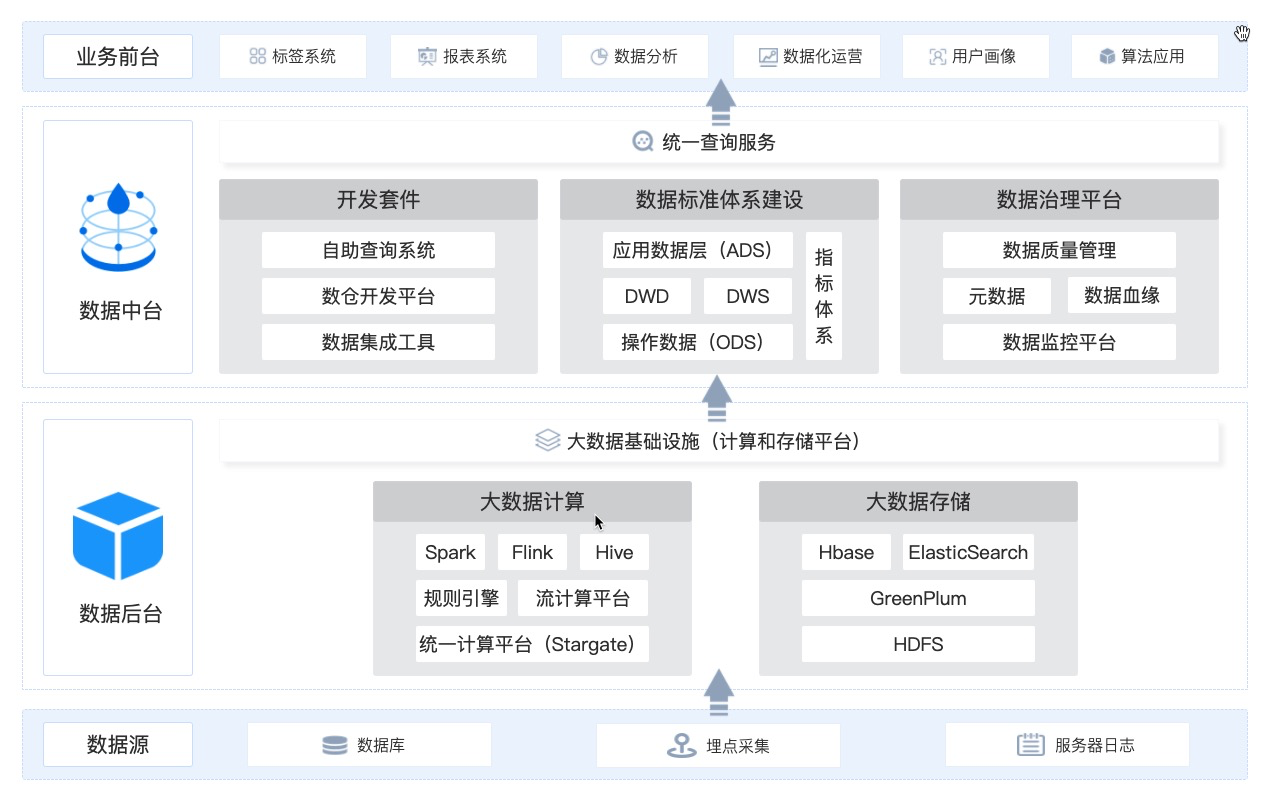 业务前台
标签系统
报表系统
数据分析
数据化运营
用户画像
算法应用
数据中台
统一查询服务
开发套件
自助查询系统
数仓开发平台
数据集成工具
数据标准体系建设
应用数据层（ADS）
DWD
DWS
操作数据（ODS）
指标体系
数据治理平台
数据质量管理
元数据
数据血缘
数据监控平台
数据后台
大数据基础设施（计算和存储平台）
大数据计算
Spark
Flink
Hive
规则引擎
流计算平台
统一计算平台（Stargate）
大数据存储
Hbase
ElasticSearch
GreenPlum
HDFS
数据源
数据库
埋点采集
服务器日志